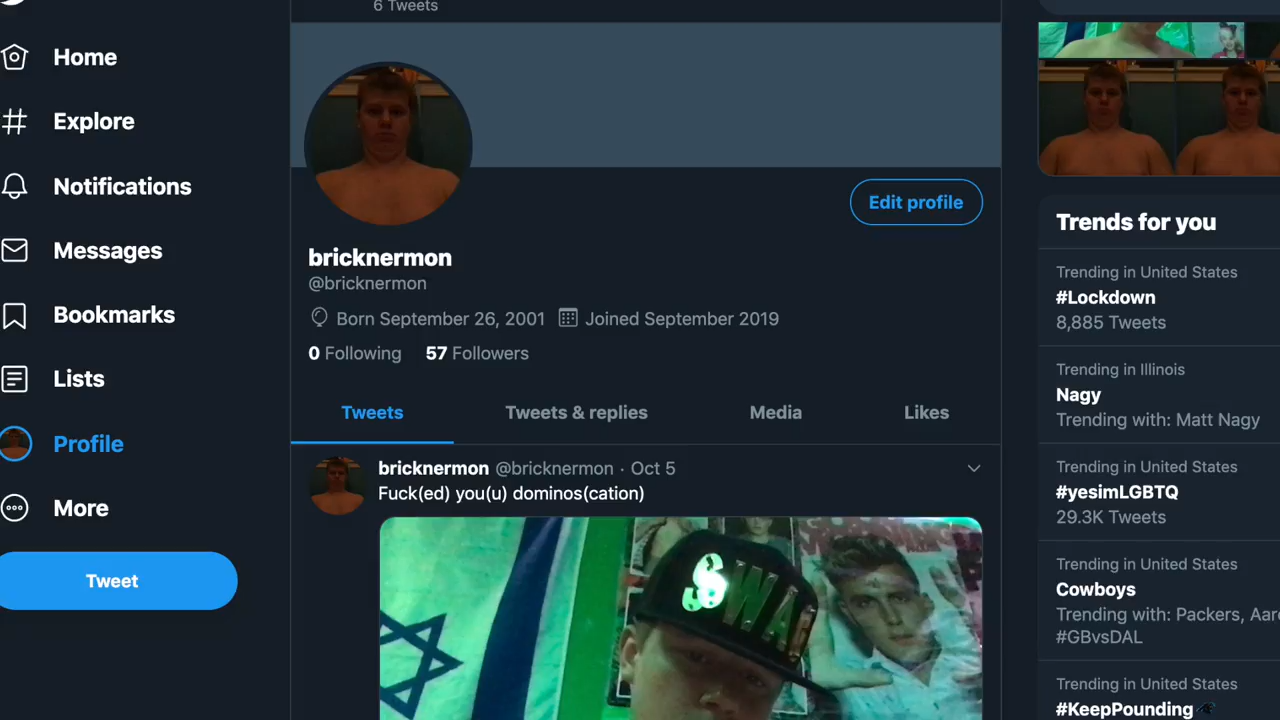 6 Tweets
Home
Explore
Notifications
Messages
Bookmarks
Lists
Profile
More
Tweet
Edit profile
bricknermon
@bricknermon
Born September 26, 2001 Joined September 2019
0 Following 57 Followers
Tweets Tweets & replies Media Likes
bricknermon @bricknermon · Oct 5
Fuck(ed) you(u) dominos(cation)
SWAG
Trends for you
Trending in United States
#Lockdown
8,885 Tweets
Trending in Illinois
Nagy
Trending with: Matt Nagy
Trending in United States
#yesimLGBTQ
29.3K Tweets
Trending in United States
Cowboys
Trending with: Packers,
#GBvsDAL
Trending in United States
#KeepPounding